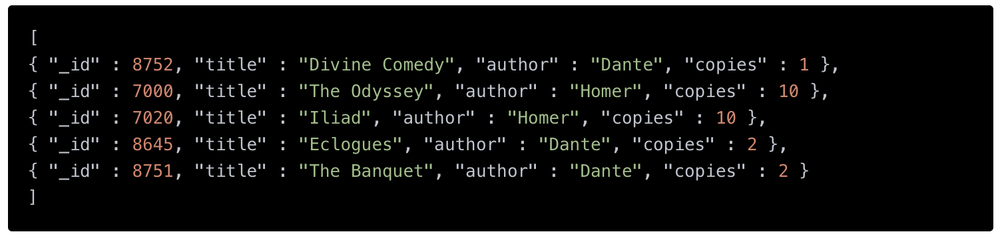 [
{ "_id" : 8752, "title" : "Divine Comedy", "author" : "Dante", "copies" : 1 },
{ "_id" : 7000, "title" : "The Odyssey", "author" : "Homer", "copies" : 10 },
{ "_id" : 7020, "title" : "Iliad", "author" : "Homer", "copies" : 10 },
{ "_id" : 8645, "title" : "Eclogues", "author" : "Dante", "copies" : 2 },
{ "_id" : 8751, "title" : "The Banquet", "author" : "Dante", "copies" : 2 }
]